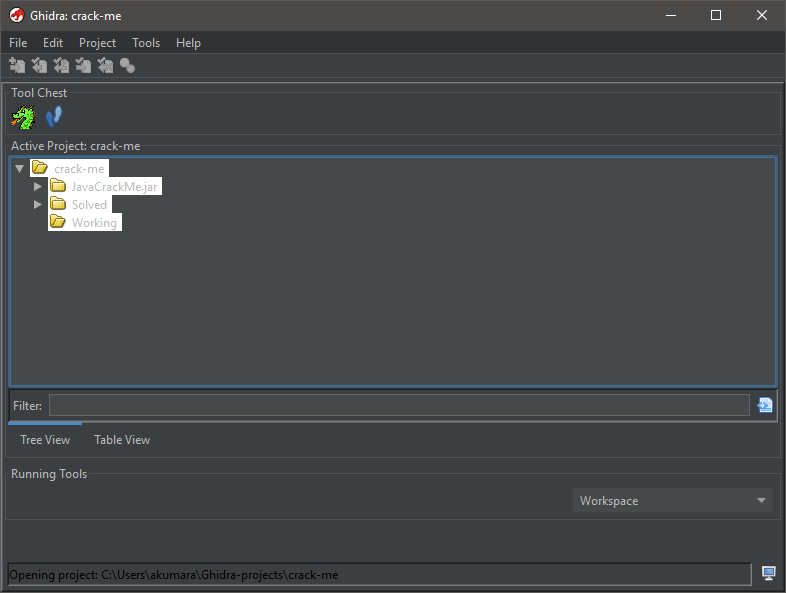 Ghidra: crack-me
File Edit Project Tools Help
Tool Chest
Active Project: crack-me
crack-me
JavaCrackMe.jar
Solved
Working
Filter:
Tree View Table View
Running Tools
Workspace
Opening project: C:\Users\akumara\Ghidra-projects\crack-me